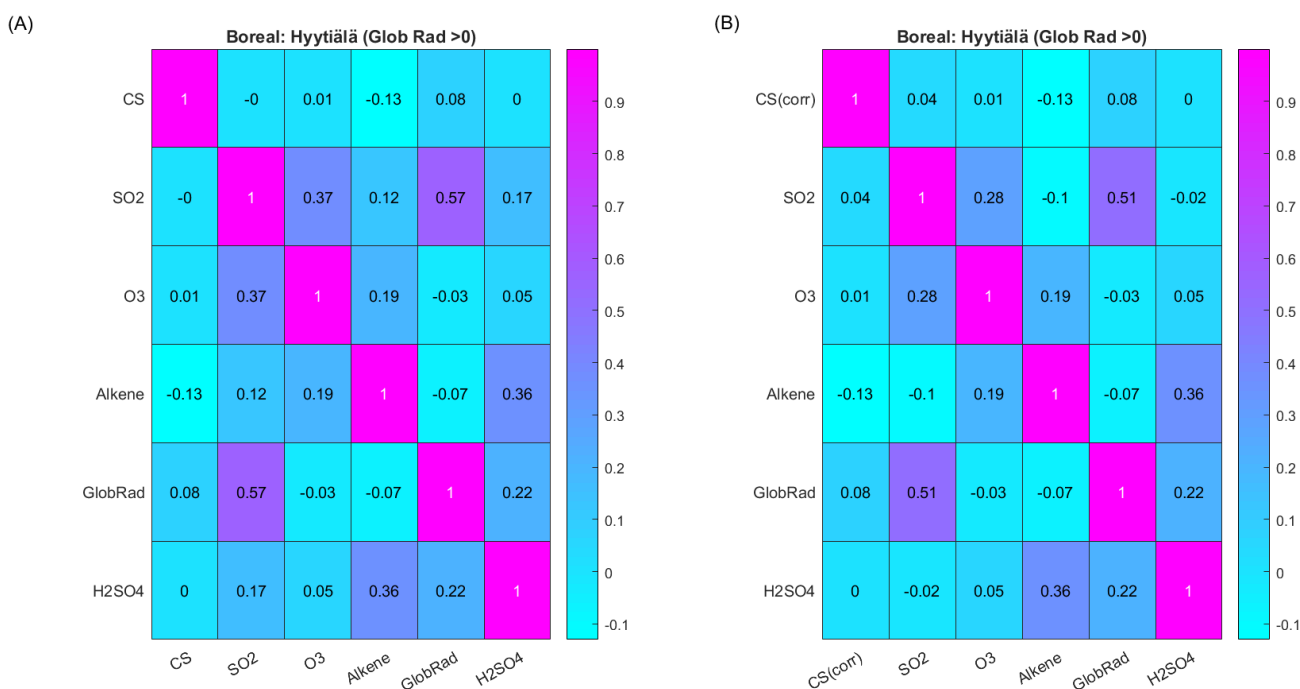 (A)
Boreal: Hyytiälä (Glob Rad >0)
CS 1 -0 0.01 -0.13 0.08 0
SO2 -0 1 0.37 0.12 0.57 0.17
O3 0.01 0.37 1 0.19 -0.03 0.05
Alkene -0.13 0.12 0.19 1 -0.07 0.36
GlobRad 0.08 0.57 -0.03 -0.07 1 0.22
H2SO4 0 0.17 0.05 0.36 0.22 1
CS SO2 O3 Alkene GlobRad H2SO4
0.9
0.8
0.7
0.6
0.5
0.4
0.3
0.2
0.1
0
-0.1
(B)
Boreal: Hyytiälä (Glob Rad >0)
CS(corr) 1 0.04 0.01 -0.13 0.08 0
SO2 0.04 1 0.28 -0.1 0.51 -0.02
O3 0.01 0.28 1 0.19 -0.03 0.05
Alkene -0.13 -0.1 0.19 1 -0.07 0.36
GlobRad 0.08 0.51 -0.03 -0.07 1 0.22
H2SO4 0 -0.02 0.05 0.36 0.22 1
CS(corr) SO2 O3 Alkene GlobRad H2SO4
0.9
0.8
0.7
0.6
0.5
0.4
0.3
0.2
0.1
0
-0.1